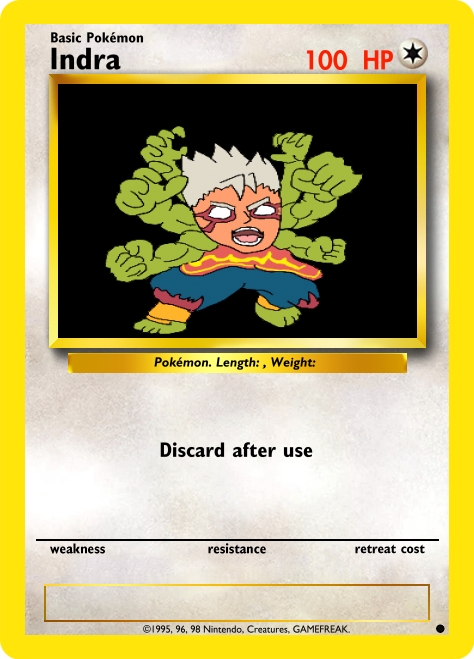 Basic Pokémon
Indra
100 HP
Pokémon. Length: , Weight:
Discard after use
weakness resistance retreat cost
©1995, 96, 98 Nintendo, Creatures, GAMEFREAK.